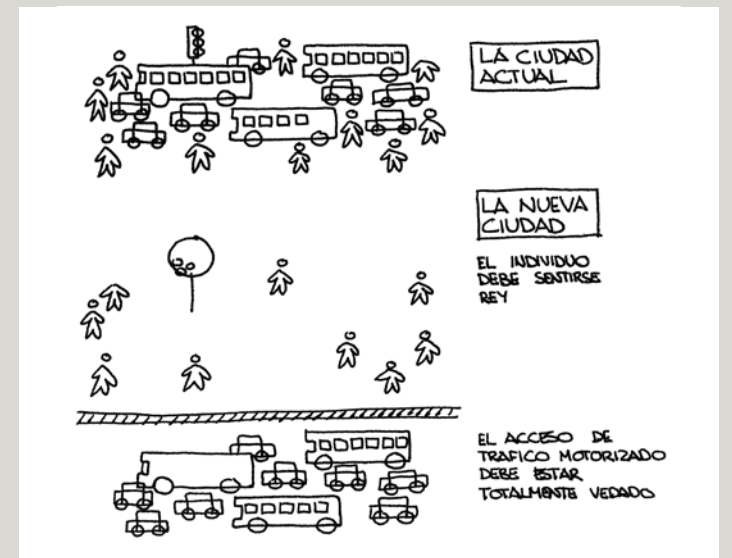 LA CIUDAD
ACTUAL
LA NUEVA
CIUDAD
EL INDIVIDUO
DEBE SENTIRSE
REY
EL ACCESO DE
TRAFICO MOTORIZADO
DEBE ESTAR
TOTALMENTE VEDADO